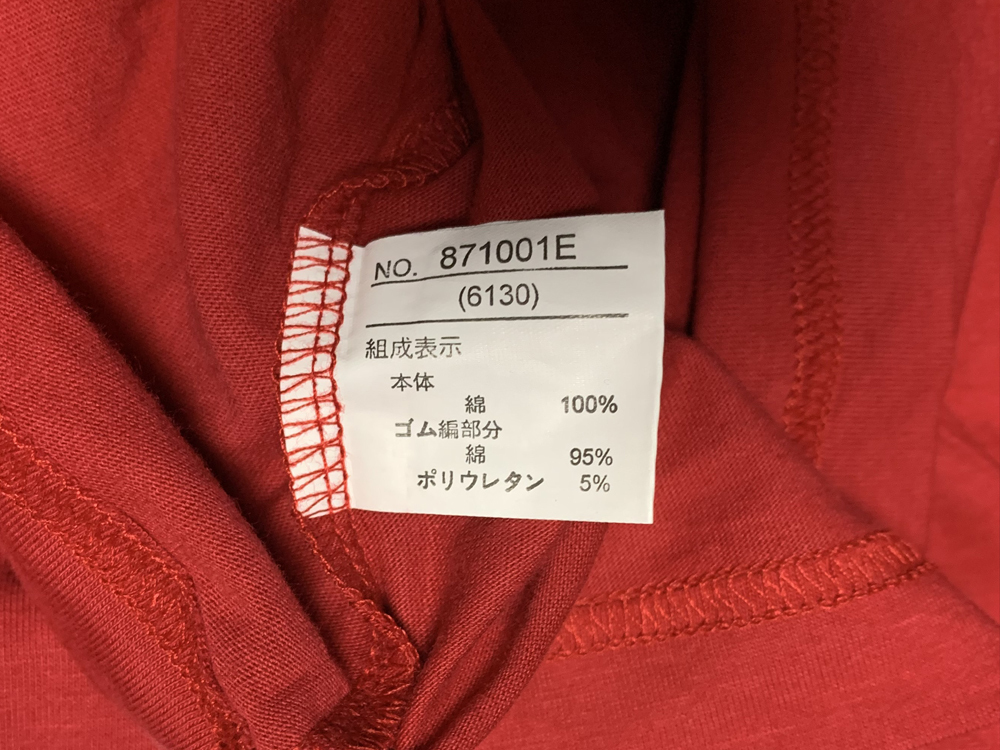 NO. 871001E
(6130)
組成表示
本体
綿 100%
ゴム編部分
綿 95%
ポリウレタン 5%